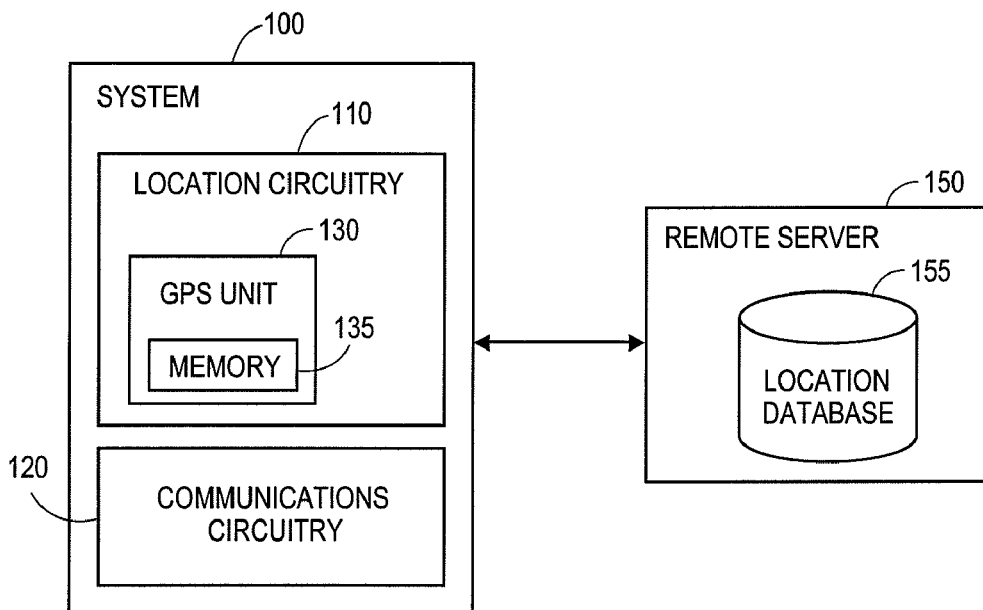 100
SYSTEM
110
LOCATION CIRCUITRY
130
GPS UNIT
135
MEMORY
120
COMMUNICATIONS
CIRCUITRY
150
REMOTE SERVER
155
LOCATION
DATABASE